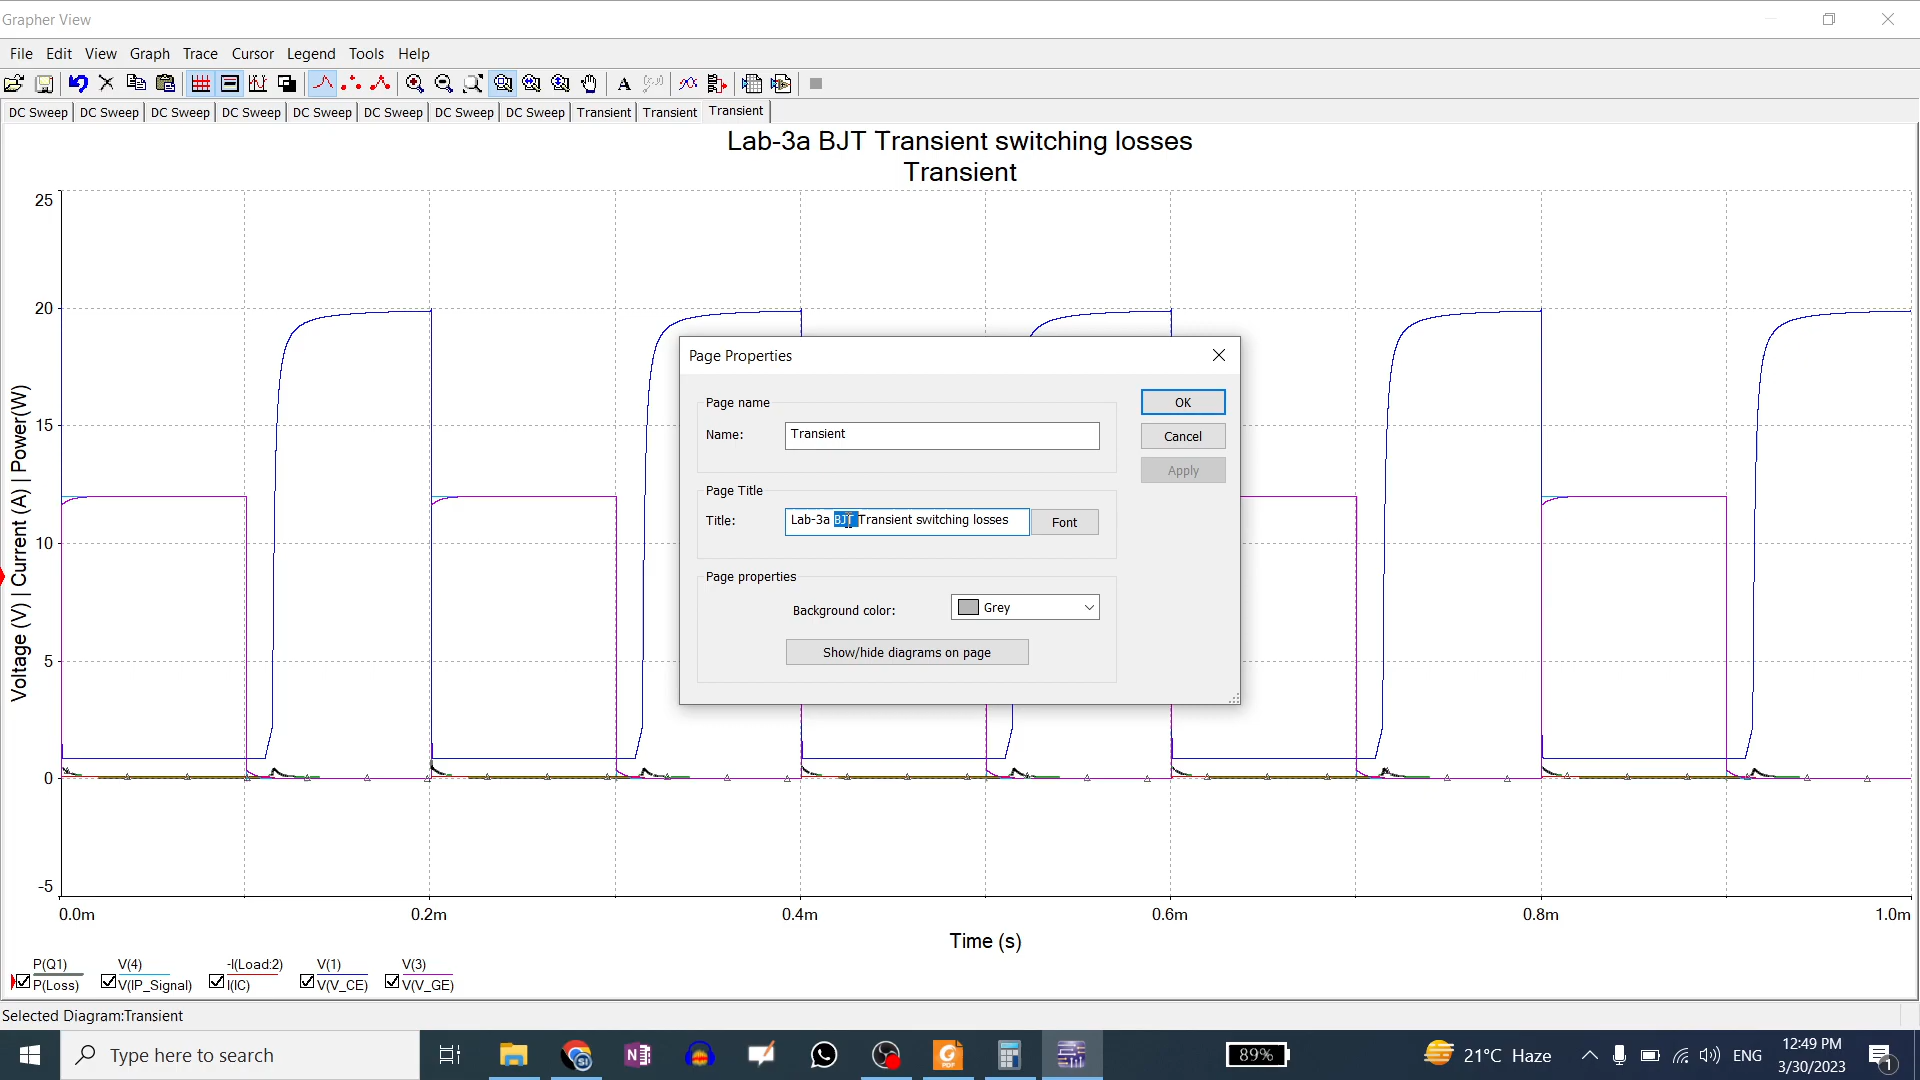 Grapher View
File Edit View Graph Trace Cursor Legend Tools Help
DC Sweep DC Sweep DC Sweep DC Sweep DC Sweep DC Sweep DC Sweep DC Sweep Transient Transient Transient
Lab-3a BJT Transient switching losses
Transient
25
20
15
10
5
0
-5
Voltage (V) | Current (A) | Power(W)
0.0m 0.2m 0.4m 0.6m 0.8m 1.0m
Time (s)
Page Properties
Page name
Name: Transient
OK
Cancel
Apply
Page Title
Title: Lab-3a BJT Transient switching losses Font
Page properties
Background color: Grey
Show/hide diagrams on page
P(Q1) V(4) -I(Load:2) V(1) V(3)
P(Loss) V(IP_Signal) I(IC) V(V_CE) V(V_GE)
Selected Diagram:Transient
Type here to search
89%
21°C Haze
ENG
12:49 PM
3/30/2023
1